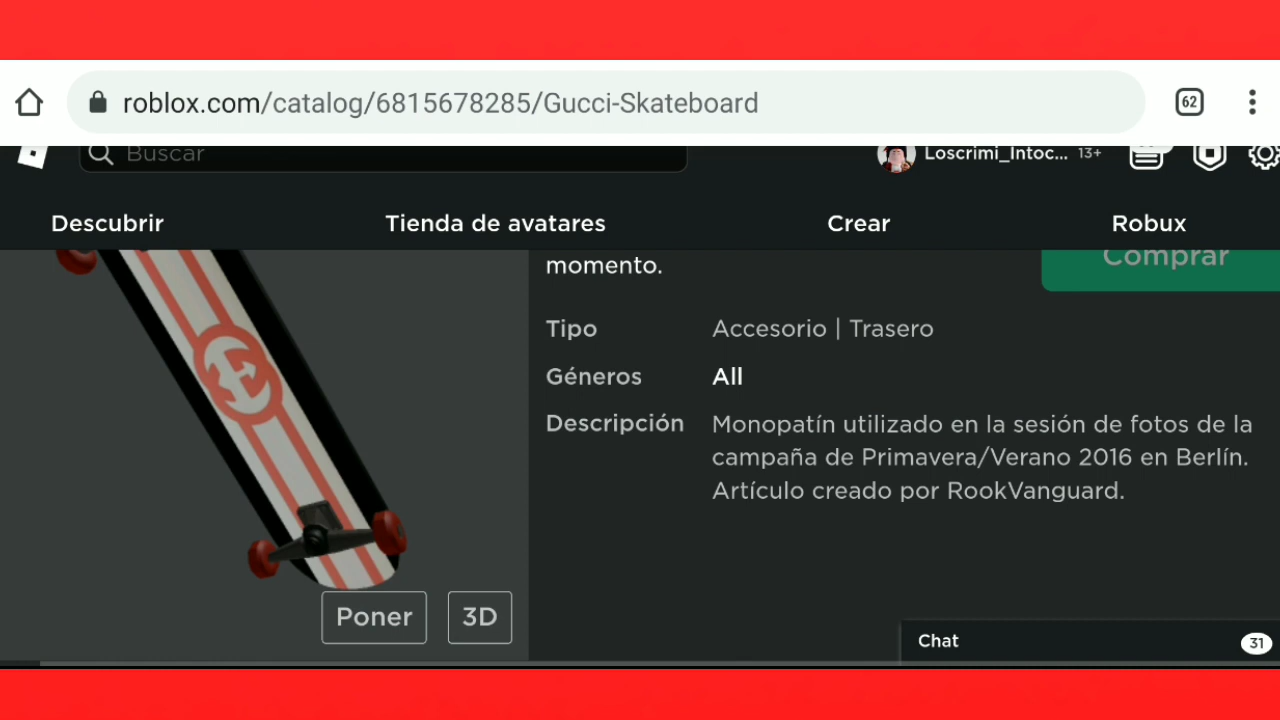 roblox.com/catalog/6815678285/Gucci-Skateboard
62
Buscar
Loscrimi_Intoc... 13+
Descubrir
Tienda de avatares
Crear
Robux
momento.
Comprar
Tipo
Accesorio | Trasero
Géneros
All
Descripción
Monopatín utilizado en la sesión de fotos de la
campaña de Primavera/Verano 2016 en Berlín.
Artículo creado por RookVanguard.
Poner
3D
Chat
31